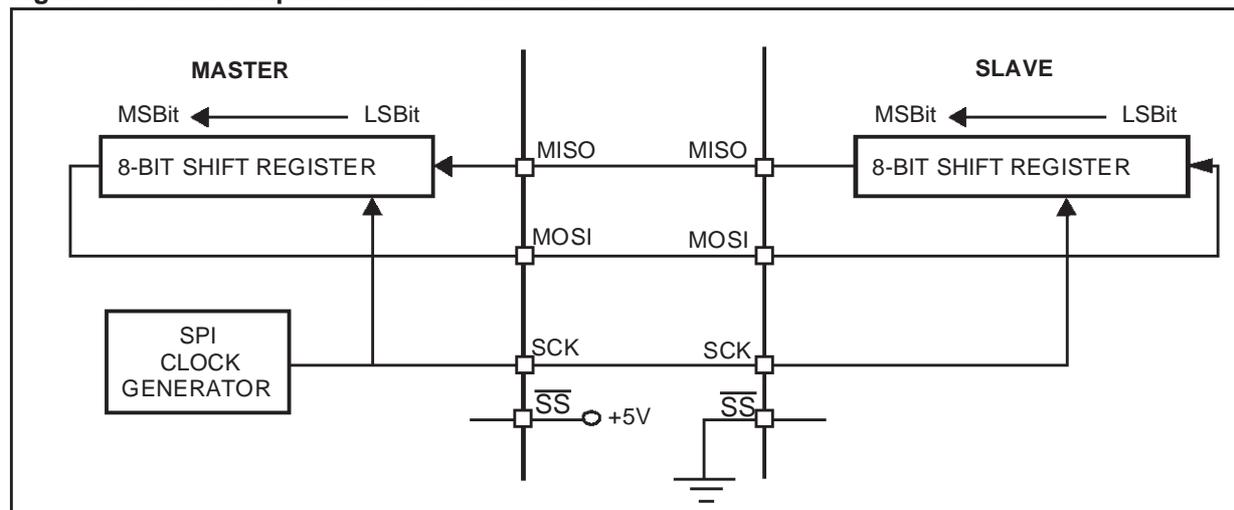 MASTER
SLAVE
MSBit LSBit
MSBit LSBit
8-BIT SHIFT REGISTER
MISO
MISO
8-BIT SHIFT REGISTER
MOSI
MOSI
SPI
CLOCK
GENERATOR
SCK
SCK
SS
+5V
SS